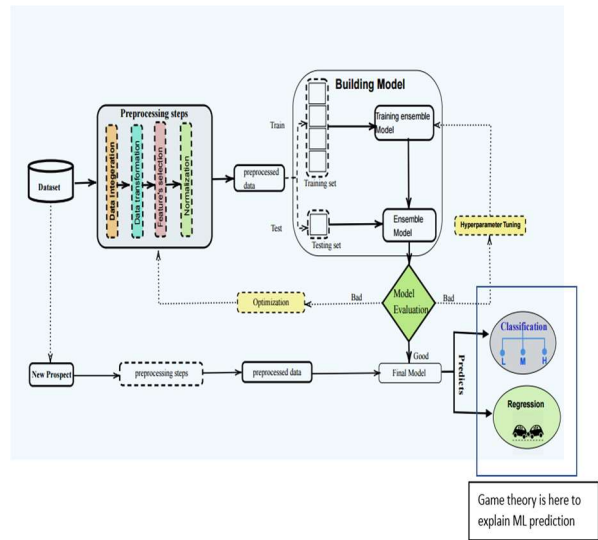 Building Model
Preprocessing steps
Data Integeration
Data transformation
Feature's selection
Normalization
Dataset
preprocessed
data
Train
Training set
Training ensemble
Model
Test
Testing set
Ensemble
Model
Hyperparameter Tuning
Optimization
Bad
Model
Evaluation
Bad
Good
New Prospect
preprocessing steps
preprocessed data
Final Model
Predicts
Classification
L M H
Regression
Game theory is here to
explain ML prediction